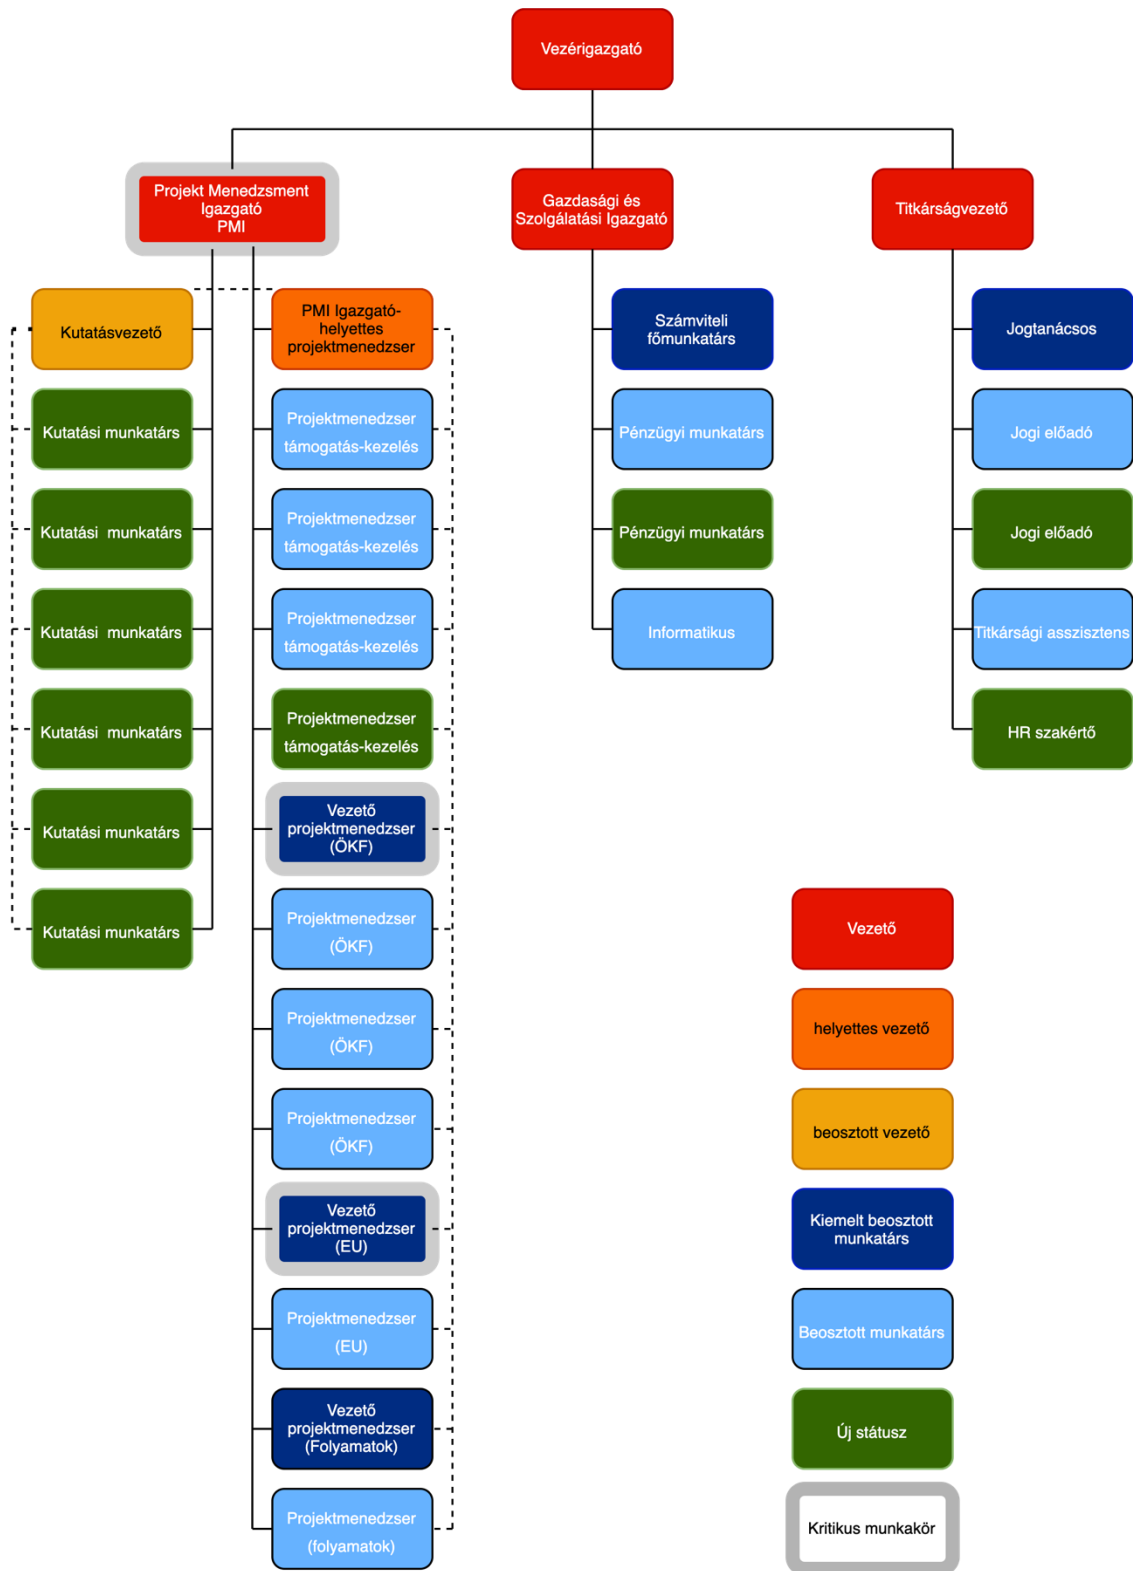 Vezérigazgató
Projekt Menedzsment
Igazgató
PMI
Gazdasági és
Szolgálatási Igazgató
Titkárságvezető
Kutatásvezető
Kutatási munkatárs
Kutatási munkatárs
Kutatási munkatárs
Kutatási munkatárs
Kutatási munkatárs
Kutatási munkatárs
PMI Igazgató-
helyettes
projektmenedzser
Projektmenedzser
támogatás-kezelés
Projektmenedzser
támogatás-kezelés
Projektmenedzser
támogatás-kezelés
Projektmenedzser
támogatás-kezelés
Vezető
projektmenedzser
(ÖKF)
Projektmenedzser
(ÖKF)
Projektmenedzser
(ÖKF)
Projektmenedzser
(ÖKF)
Vezető
projektmenedzser
(EU)
Projektmenedzser
(EU)
Vezető
projektmenedzser
(Folyamatok)
Projektmenedzser
(folyamatok)
Számviteli
főmunkatárs
Pénzügyi munkatárs
Pénzügyi munkatárs
Informatikus
Jogtanácsos
Jogi előadó
Jogi előadó
Titkársági asszisztens
HR szakértő
Vezető
helyettes vezető
beosztott vezető
Kiemelt beosztott
munkatárs
Beosztott munkatárs
Új státusz
Kritikus munkakör